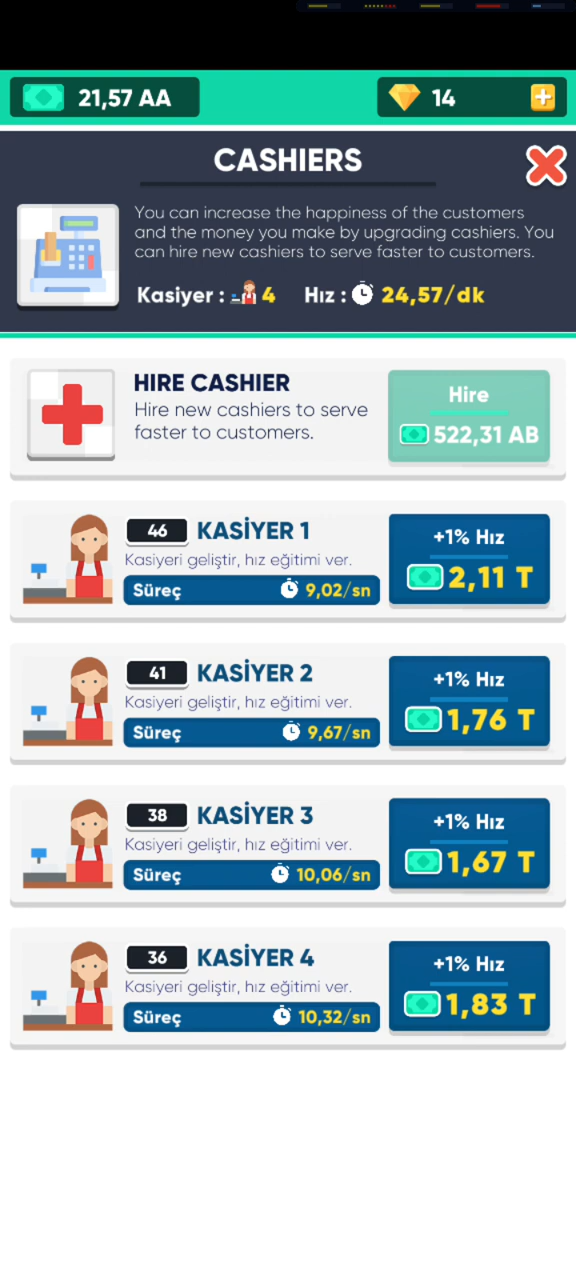 21,57 AA
14
CASHIERS
You can increase the happiness of the customers
and the money you make by upgrading cashiers. You
can hire new cashiers to serve faster to customers.
Kasiyer : 4 Hız : 24,57/dk
HIRE CASHIER
Hire new cashiers to serve
faster to customers.
Hire
522,31 AB
46 KASİYER 1
Kasiyeri geliştir, hız eğitimi ver.
Süreç 9,02/sn
+1% Hız
2,11 T
41 KASİYER 2
Kasiyeri geliştir, hız eğitimi ver.
Süreç 9,67/sn
+1% Hız
1,76 T
38 KASİYER 3
Kasiyeri geliştir, hız eğitimi ver.
Süreç 10,06/sn
+1% Hız
1,67 T
36 KASİYER 4
Kasiyeri geliştir, hız eğitimi ver.
Süreç 10,32/sn
+1% Hız
1,83 T